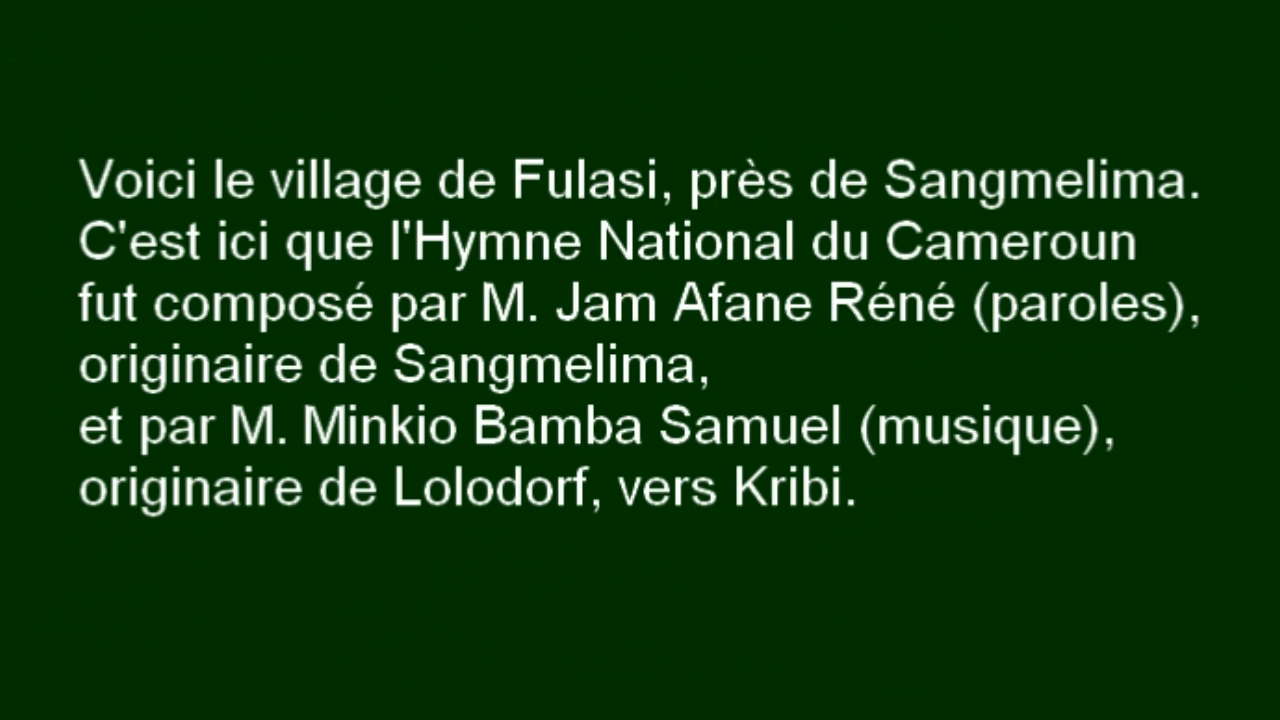 Voici le village de Fulasi, près de Sangmelima.
C'est ici que l'Hymne National du Cameroun
fut composé par M. Jam Afane Réné (paroles),
originaire de Sangmelima,
et par M. Minkio Bamba Samuel (musique),
originaire de Lolodorf, vers Kribi.